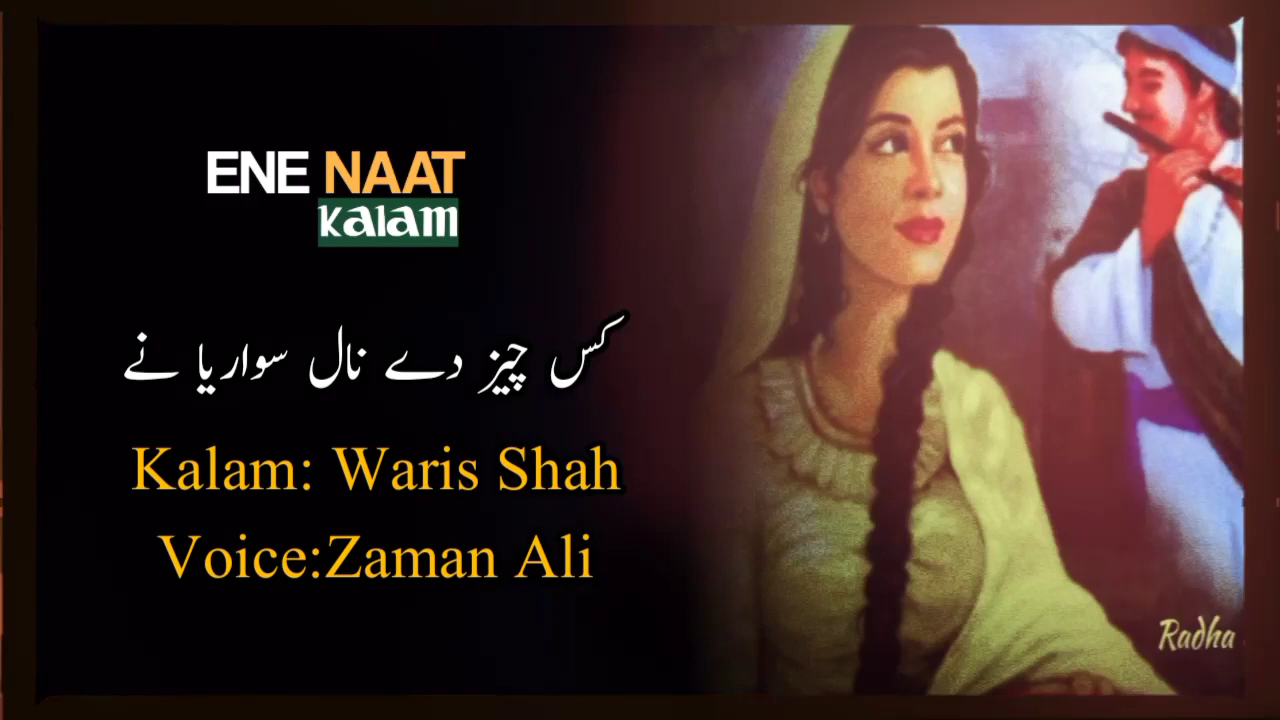 ENE NAAT
kalam
کس چیز دے نال سواریا نے
Kalam: Waris Shah
Voice:Zaman Ali
Radha